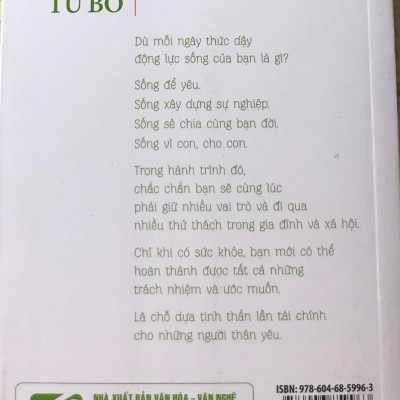 TỪ BỎ
Dù mỗi ngày thức dậy
động lực sống của bạn là gì?
Sống để yêu.
Sống xây dựng sự nghiệp.
Sống sẻ chia cùng bạn đời.
Sống vì con, cho con.
Trong hành trình đó,
chắc chắn bạn sẽ cùng lúc
phải giữ nhiều vai trò và đi qua
nhiều thử thách trong gia đình và xã hội.
Chỉ khi có sức khỏe, bạn mới có thể
hoàn thành được tất cả những
trách nhiệm và ước muốn.
Là chỗ dựa tinh thần lẫn tài chính
cho những người thân yêu.
NHÀ XUẤT BẢN VĂN HÓA - VĂN NGHỆ
ISBN: 978-604-68-5996-3